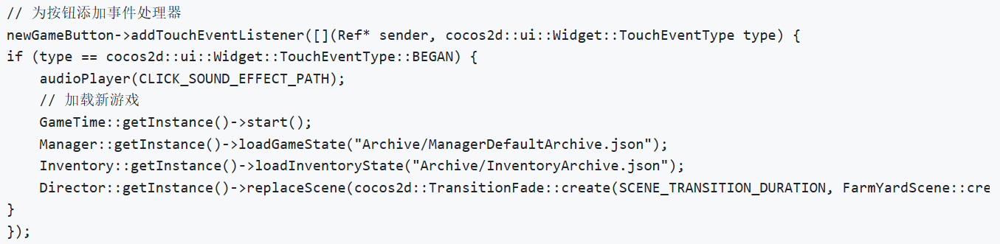 // 为按钮添加事件处理器
newGameButton->addTouchEventListener([](Ref* sender, cocos2d::ui::Widget::TouchEventType type) {
if (type == cocos2d::ui::Widget::TouchEventType::BEGAN) {
    audioPlayer(CLICK_SOUND_EFFECT_PATH);
    // 加载新游戏
    GameTime::getInstance()->start();
    Manager::getInstance()->loadGameState("Archive/ManagerDefaultArchive.json");
    Inventory::getInstance()->loadInventoryState("Archive/InventoryArchive.json");
    Director::getInstance()->replaceScene(cocos2d::TransitionFade::create(SCENE_TRANSITION_DURATION, FarmYardScene::cre
}
});